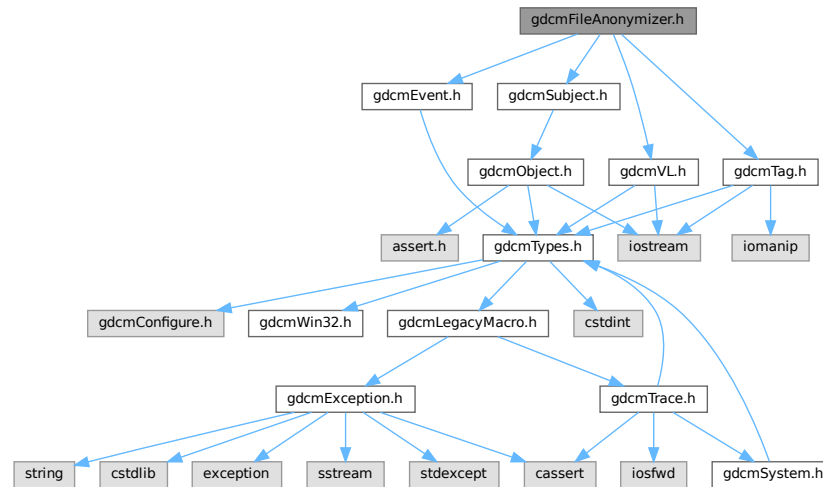 gdcmFileAnonymizer.h
gdcmEvent.h
gdcmSubject.h
gdcmObject.h
gdcmVL.h
gdcmTag.h
assert.h
gdcmTypes.h
iostream
iomanip
gdcmConfigure.h
gdcmWin32.h
gdcmLegacyMacro.h
cstdint
gdcmException.h
gdcmTrace.h
string
cstdlib
exception
sstream
stdexcept
cassert
iosfwd
gdcmSystem.h